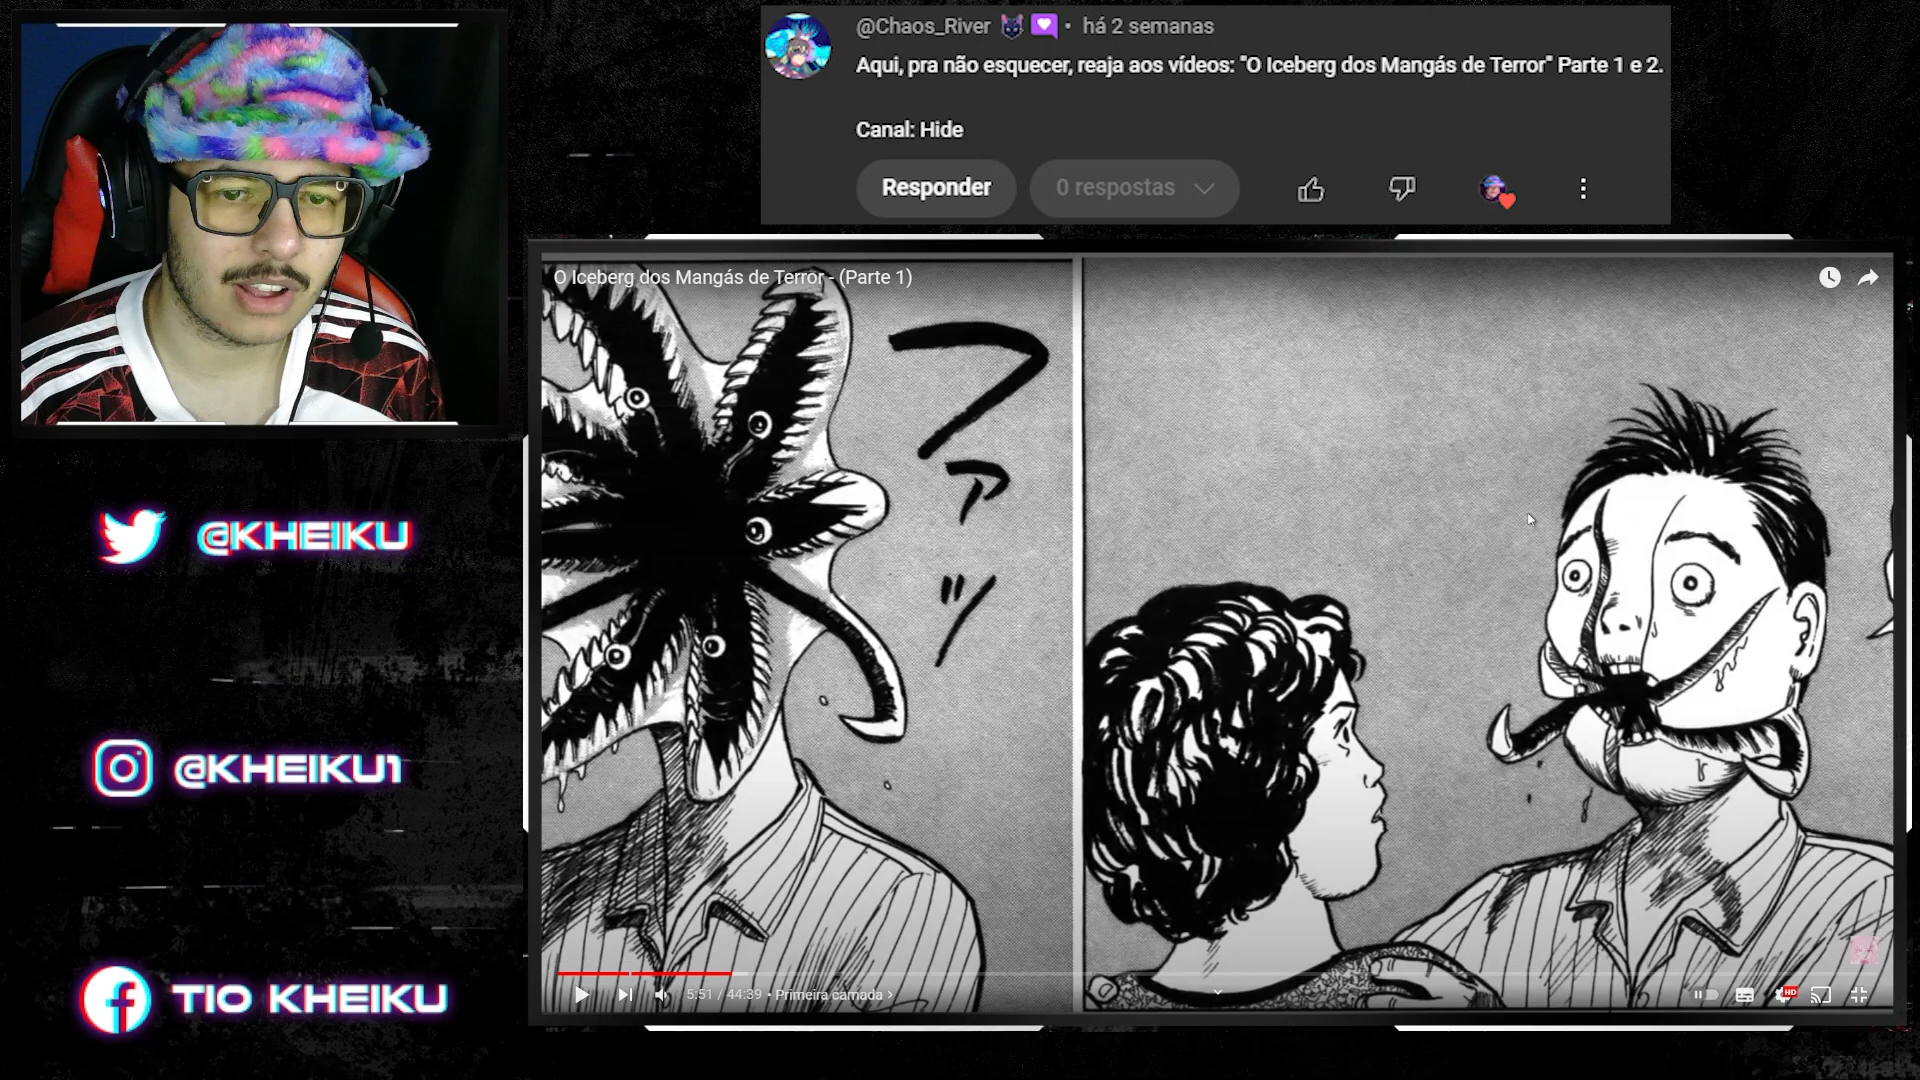 @Chaos_River • há 2 semanas
Aqui, pra não esquecer, reaja aos vídeos: "O Iceberg dos Mangás de Terror" Parte 1 e 2.
Canal: Hide
Responder
0 respostas
O Iceberg dos Mangás de Terror - (Parte 1)
ファッ
@KHEIKU
@KHEIKU1
TIO KHEIKU
5:51 / 44:39 • Primeira camada >
HD